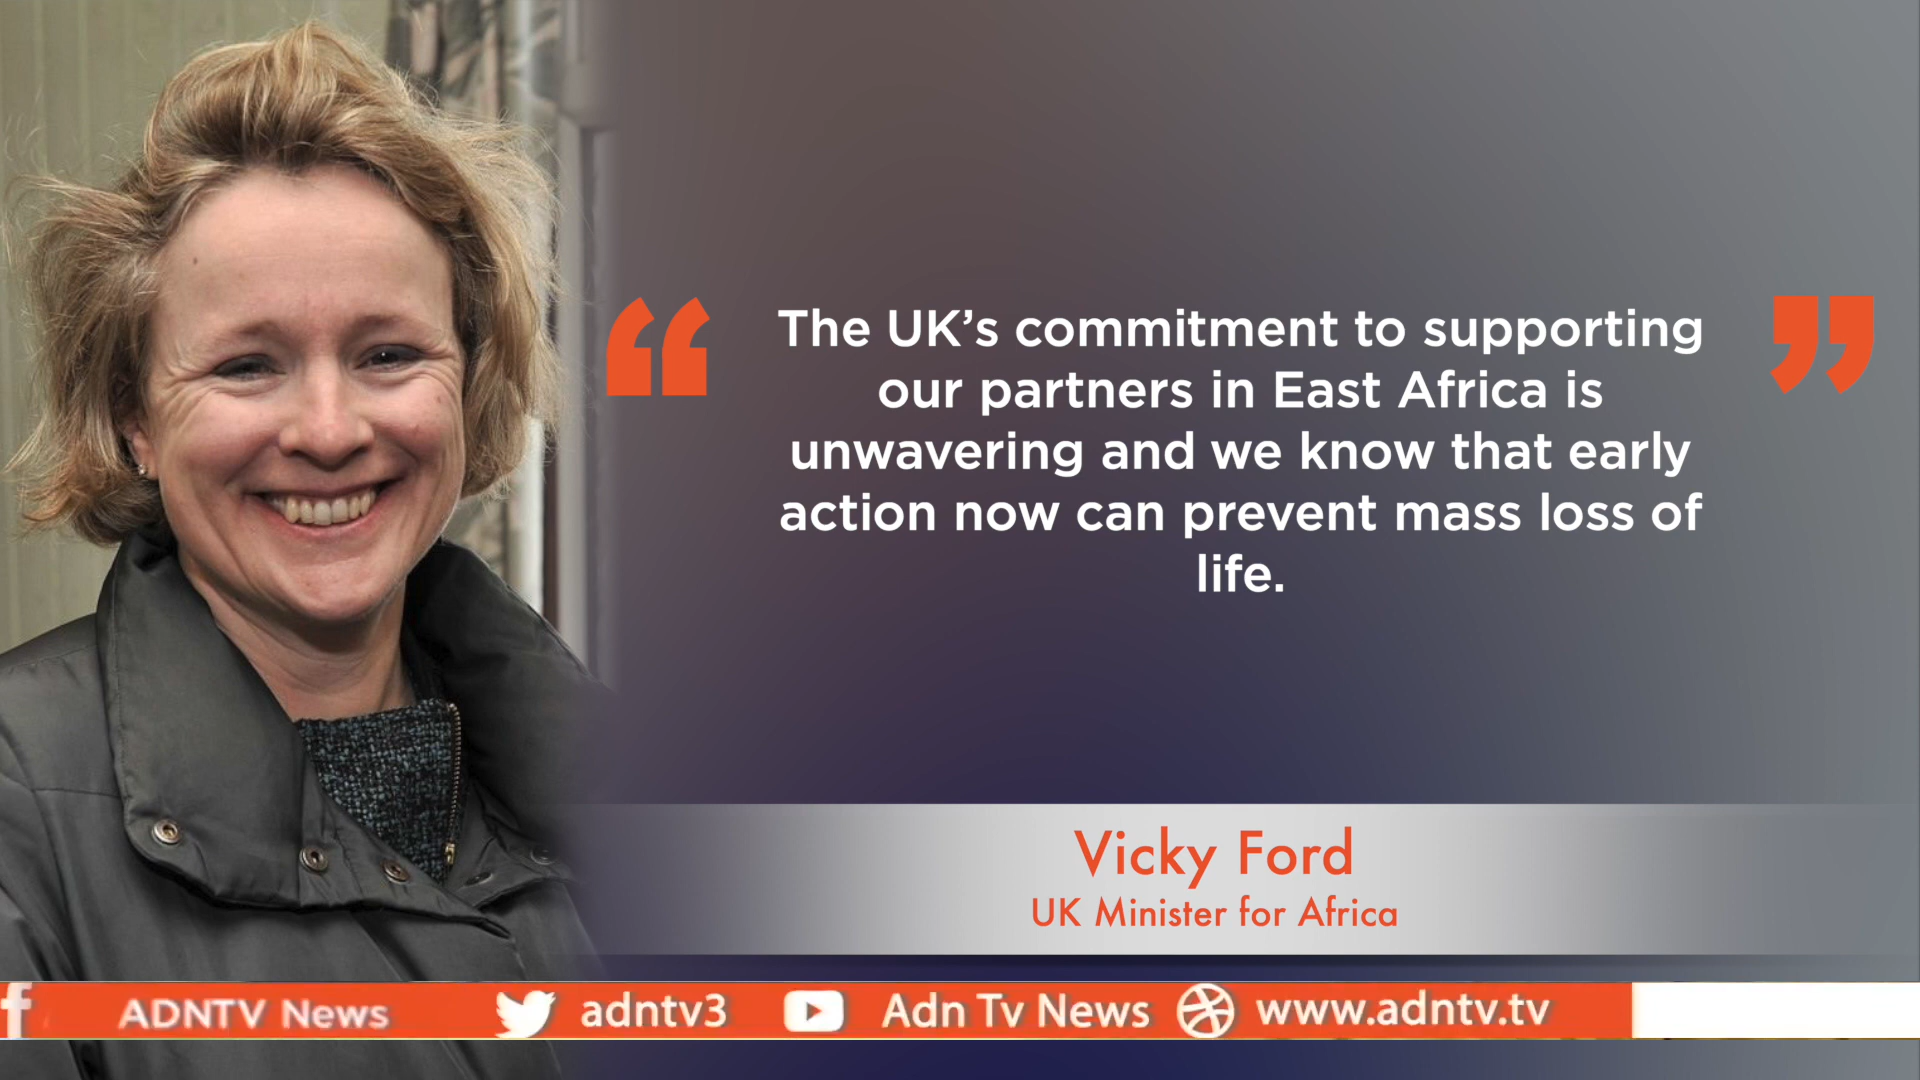 The UK’s commitment to supporting
our partners in East Africa is
unwavering and we know that early
action now can prevent mass loss of
life.
Vicky Ford
UK Minister for Africa
ADNTV News adntv3 Adn Tv News www.adntv.tv